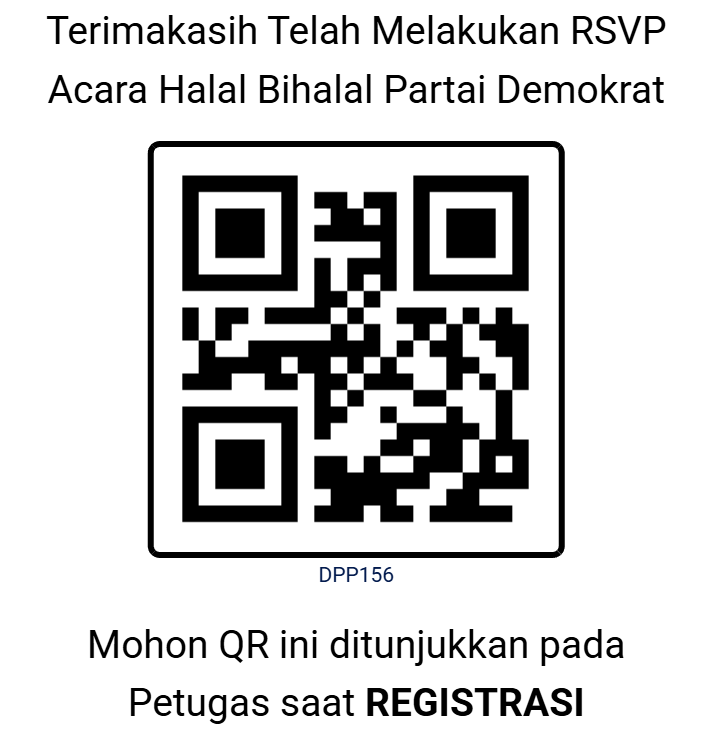 Terimakasih Telah Melakukan RSVP
Acara Halal Bihalal Partai Demokrat
DPP156
Mohon QR ini ditunjukkan pada
Petugas saat REGISTRASI